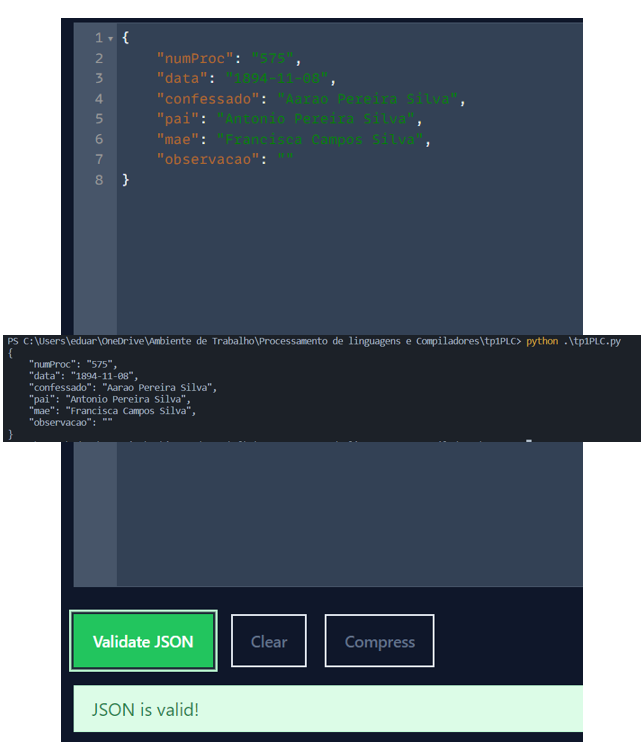 1 {
2 "numProc": "575",
3 "data": "1894-11-08",
4 "confessado": "Aarao Pereira Silva",
5 "pai": "Antonio Pereira Silva",
6 "mae": "Francisca Campos Silva",
7 "observacao": ""
8 }
PS C:\Users\eduar\OneDrive\Ambiente de Trabalho\Processamento de linguagens e Compiladores\tp1PLC> python .\tp1PLC.py
{
"numProc": "575",
"data": "1894-11-08",
"confessado": "Aarao Pereira Silva",
"pai": "Antonio Pereira Silva",
"mae": "Francisca Campos Silva",
"observacao": ""
}
Validate JSON Clear Compress
JSON is valid!